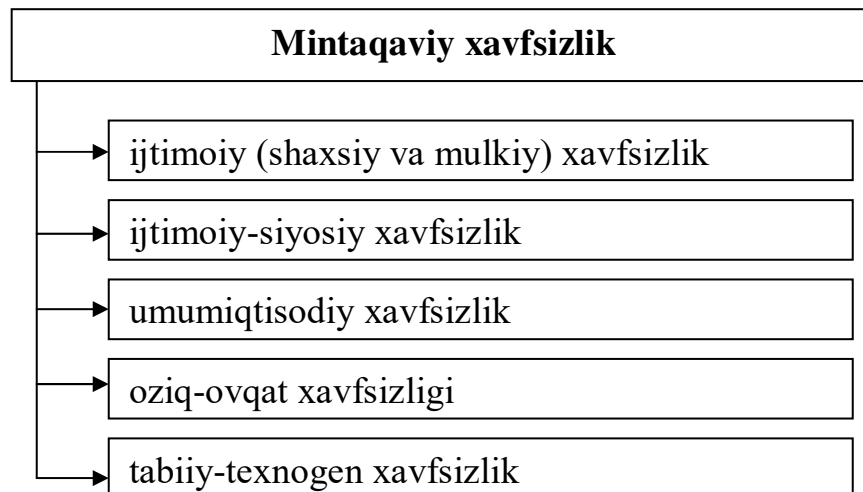 Mintaqaviy xavfsizlik
ijtimoiy (shaxsiy va mulkiy) xavfsizlik
ijtimoiy-siyosiy xavfsizlik
umumiqtisodiy xavfsizlik
oziq-ovqat xavfsizligi
tabiiy-texnogen xavfsizlik